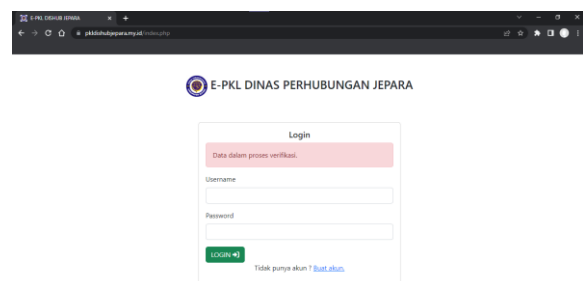 E-PKL DISHUB JEPARA
pkldishubjepara.my.id/index.php
E-PKL DINAS PERHUBUNGAN JEPARA
Login
Data dalam proses verifikasi.
Username
Password
LOGIN
Tidak punya akun ? Buat akun.